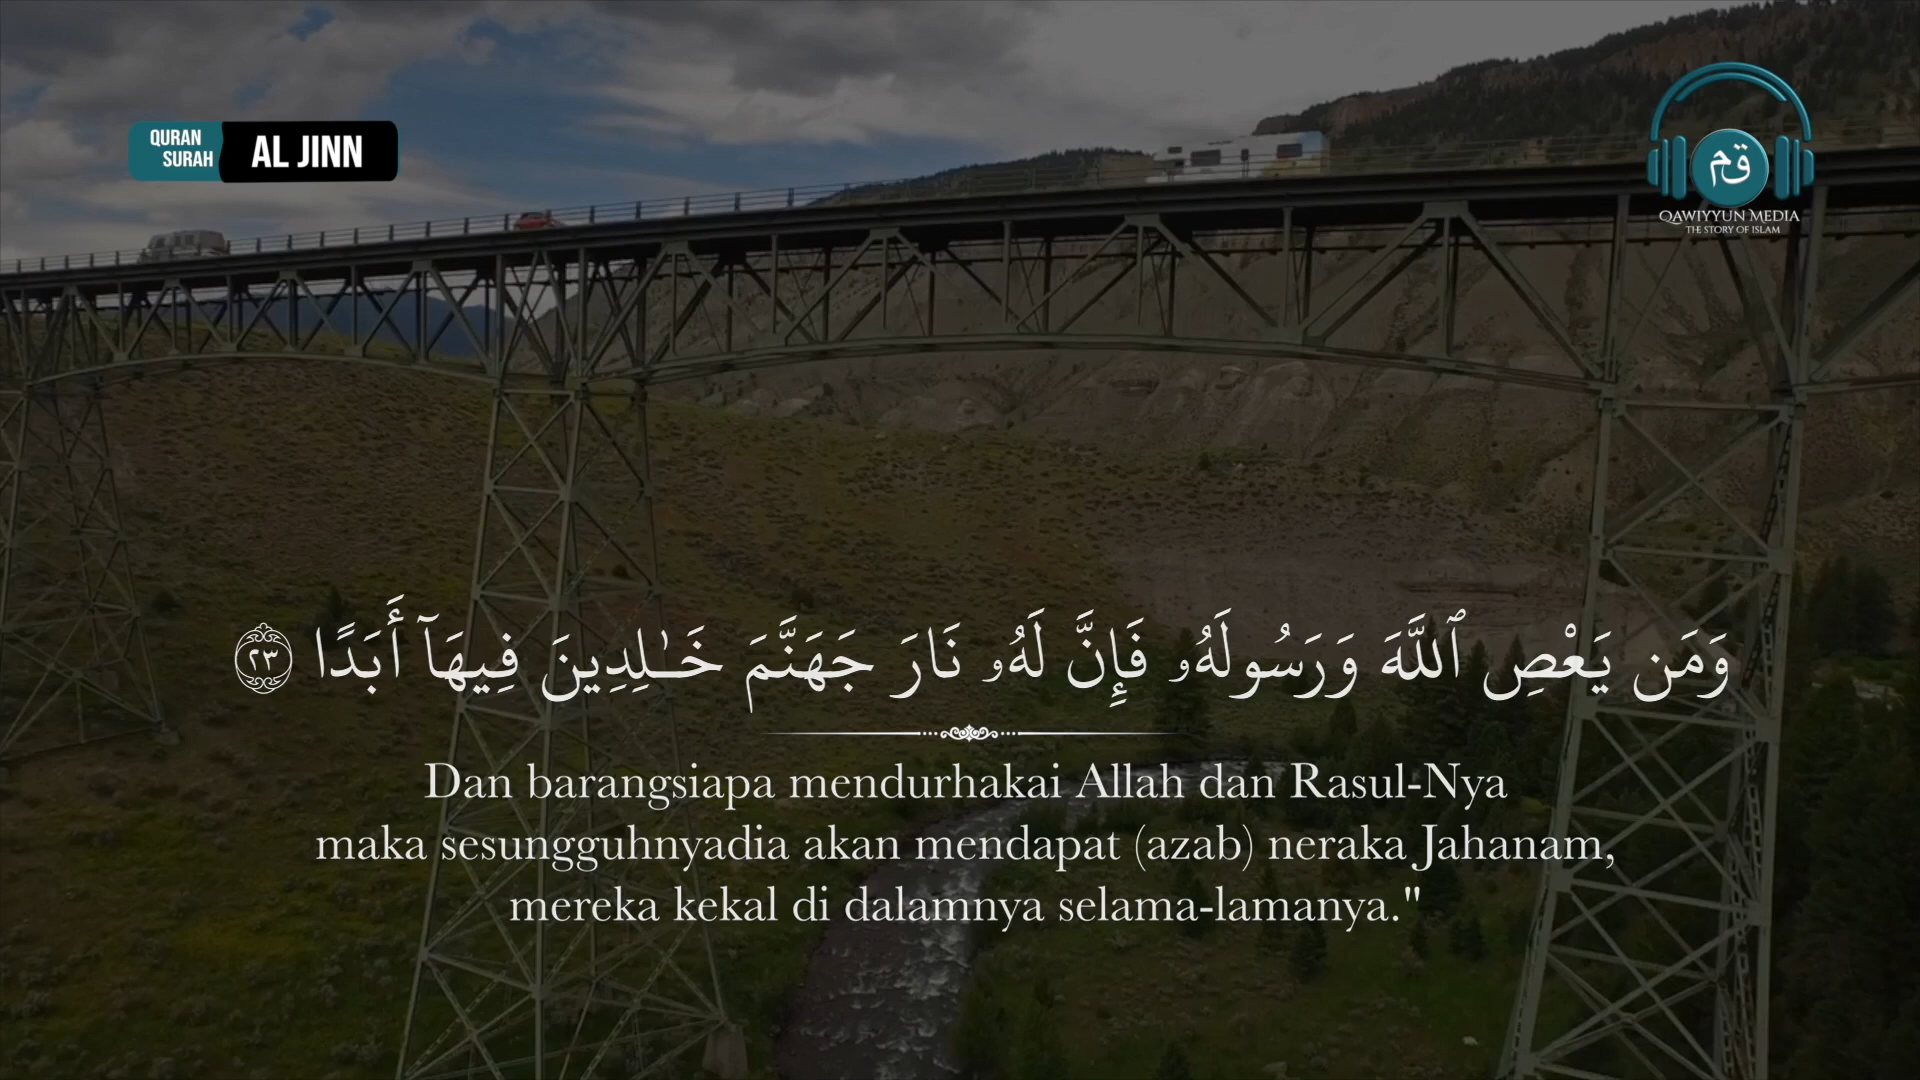 QURAN
SURAH
AL JINN
قم
QAWIYYUN MEDIA
THE STORY OF ISLAM
وَمَن يَعْصِ ٱللَّهَ وَرَسُولَهُۥ فَإِنَّ لَهُۥ نَارَ جَهَنَّمَ خَـٰلِدِينَ فِيهَآ أَبَدًا ٢٣
Dan barangsiapa mendurhakai Allah dan Rasul-Nya
maka sesungguhnyadia akan mendapat (azab) neraka Jahanam,
mereka kekal di dalamnya selama-lamanya."